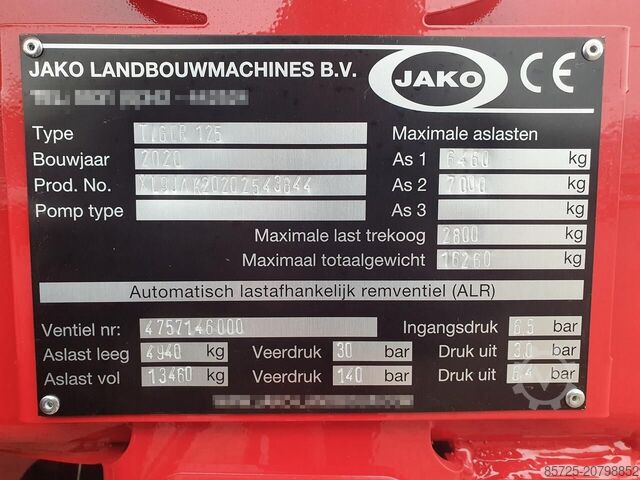 JAKO LANDBOUWMACHINES B.V. JAKO CE
Type TIGER 125 Maximale aslasten
Bouwjaar 2020 As 1 6460 kg
Prod. No. As 2 7000 kg
Pomp type As 3 kg
Maximale last trekoog 2800 kg
Maximaal totaalgewicht 16260 kg
Automatisch lastafhankelijk remventiel (ALR)
Ventiel nr: 4757146000 Ingangsdruk 6.5 bar
Aslast leeg 4940 kg Veerdruk 30 bar Druk uit 3.0 bar
Aslast vol 13460 kg Veerdruk 140 bar Druk uit 6.4 bar
85725-20798852